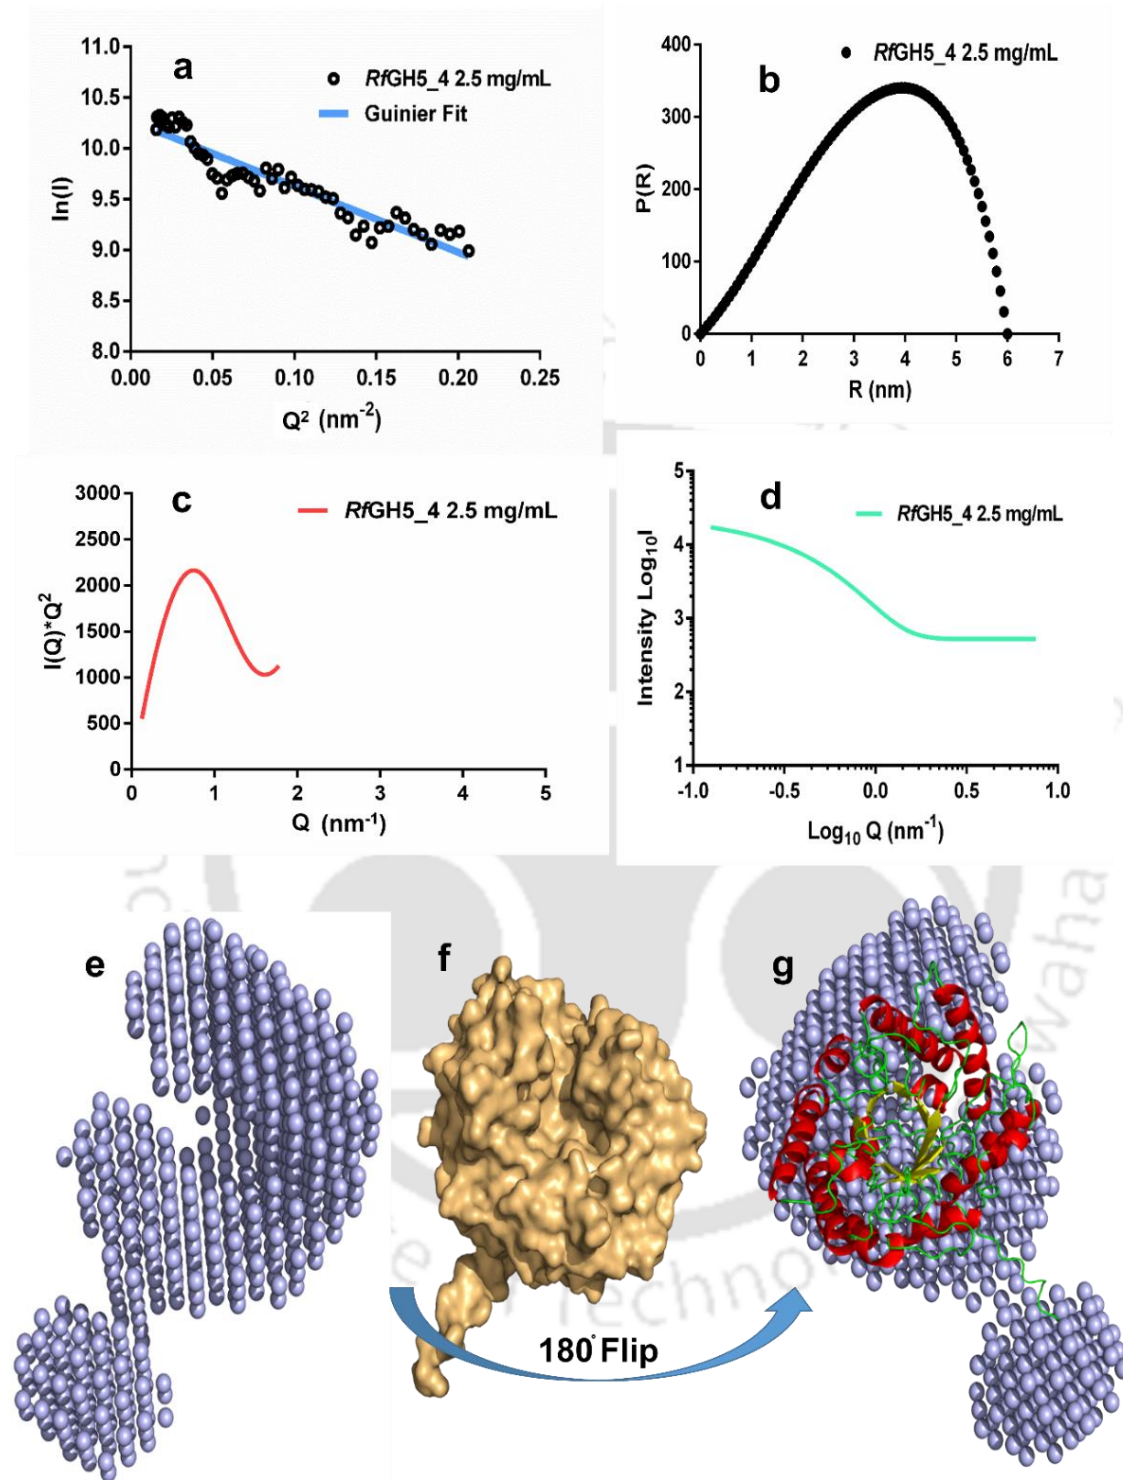 a
RfGH5_4 2.5 mg/mL
Guinier Fit
ln(I)
11.0
10.5
10.0
9.5
9.0
8.5
8.0
0.00 0.05 0.10 0.15 0.20 0.25
Q² (nm⁻²)
b
RfGH5_4 2.5 mg/mL
P(R)
400
300
200
100
0
0 1 2 3 4 5 6 7
R (nm)
c
RfGH5_4 2.5 mg/mL
I(Q)*Q²
3000
2500
2000
1500
1000
500
0
0 1 2 3 4 5
Q (nm⁻¹)
d
RfGH5_4 2.5 mg/mL
Intensity Log₁₀I
5
4
3
2
1
-1.0 -0.5 0.0 0.5 1.0
Log₁₀ Q (nm⁻¹)
e
f
g
180° Flip
waha
Techno